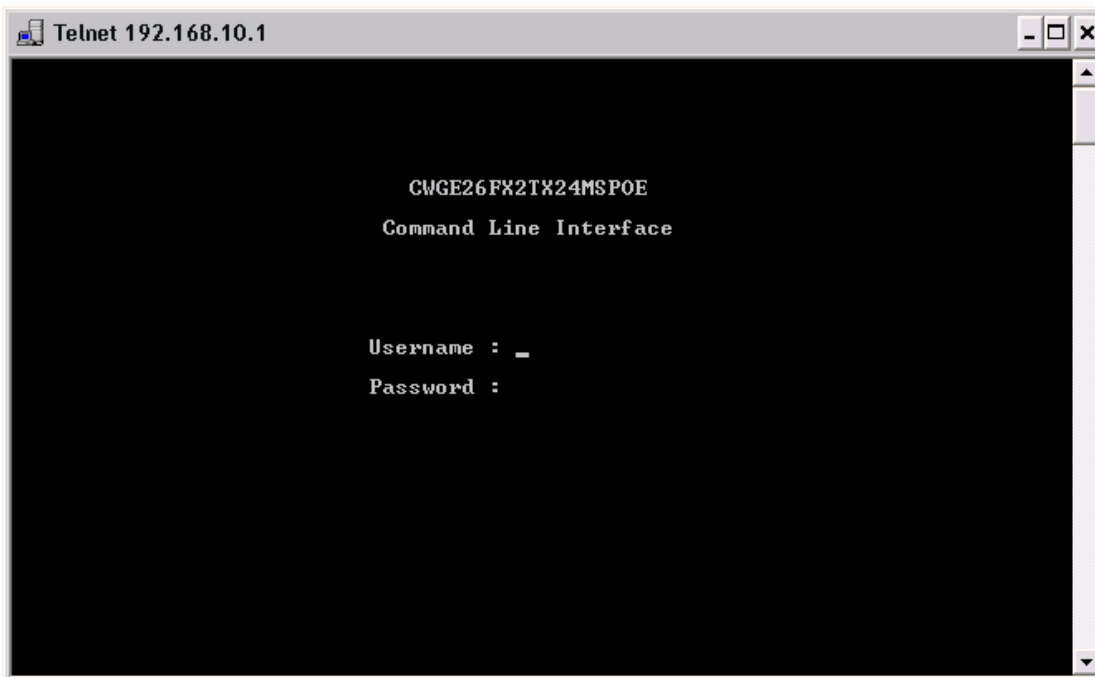 Telnet 192.168.10.1
CWGE26FX2TX24MSPOE
Command Line Interface
Username : _
Password :